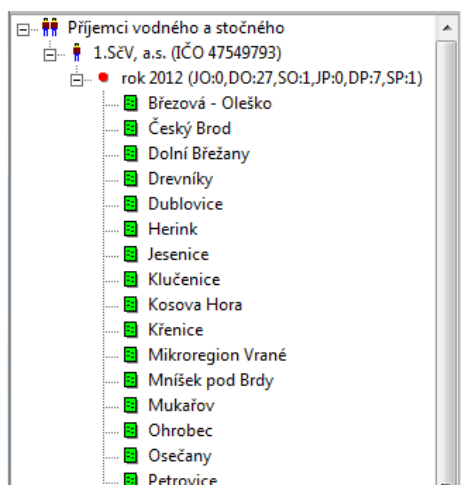 Příjemci vodného a stočného
1.SčV, a.s. (IČO 47549793)
rok 2012 (JO:0,DO:27,SO:1,JP:0,DP:7,SP:1)
Březová - Oleško
Český Brod
Dolní Břežany
Drevníky
Dublovice
Herink
Jesenice
Klučenice
Kosova Hora
Křenice
Mikroregion Vrané
Mníšek pod Brdy
Mukařov
Ohrobec
Osečany
Petrovice